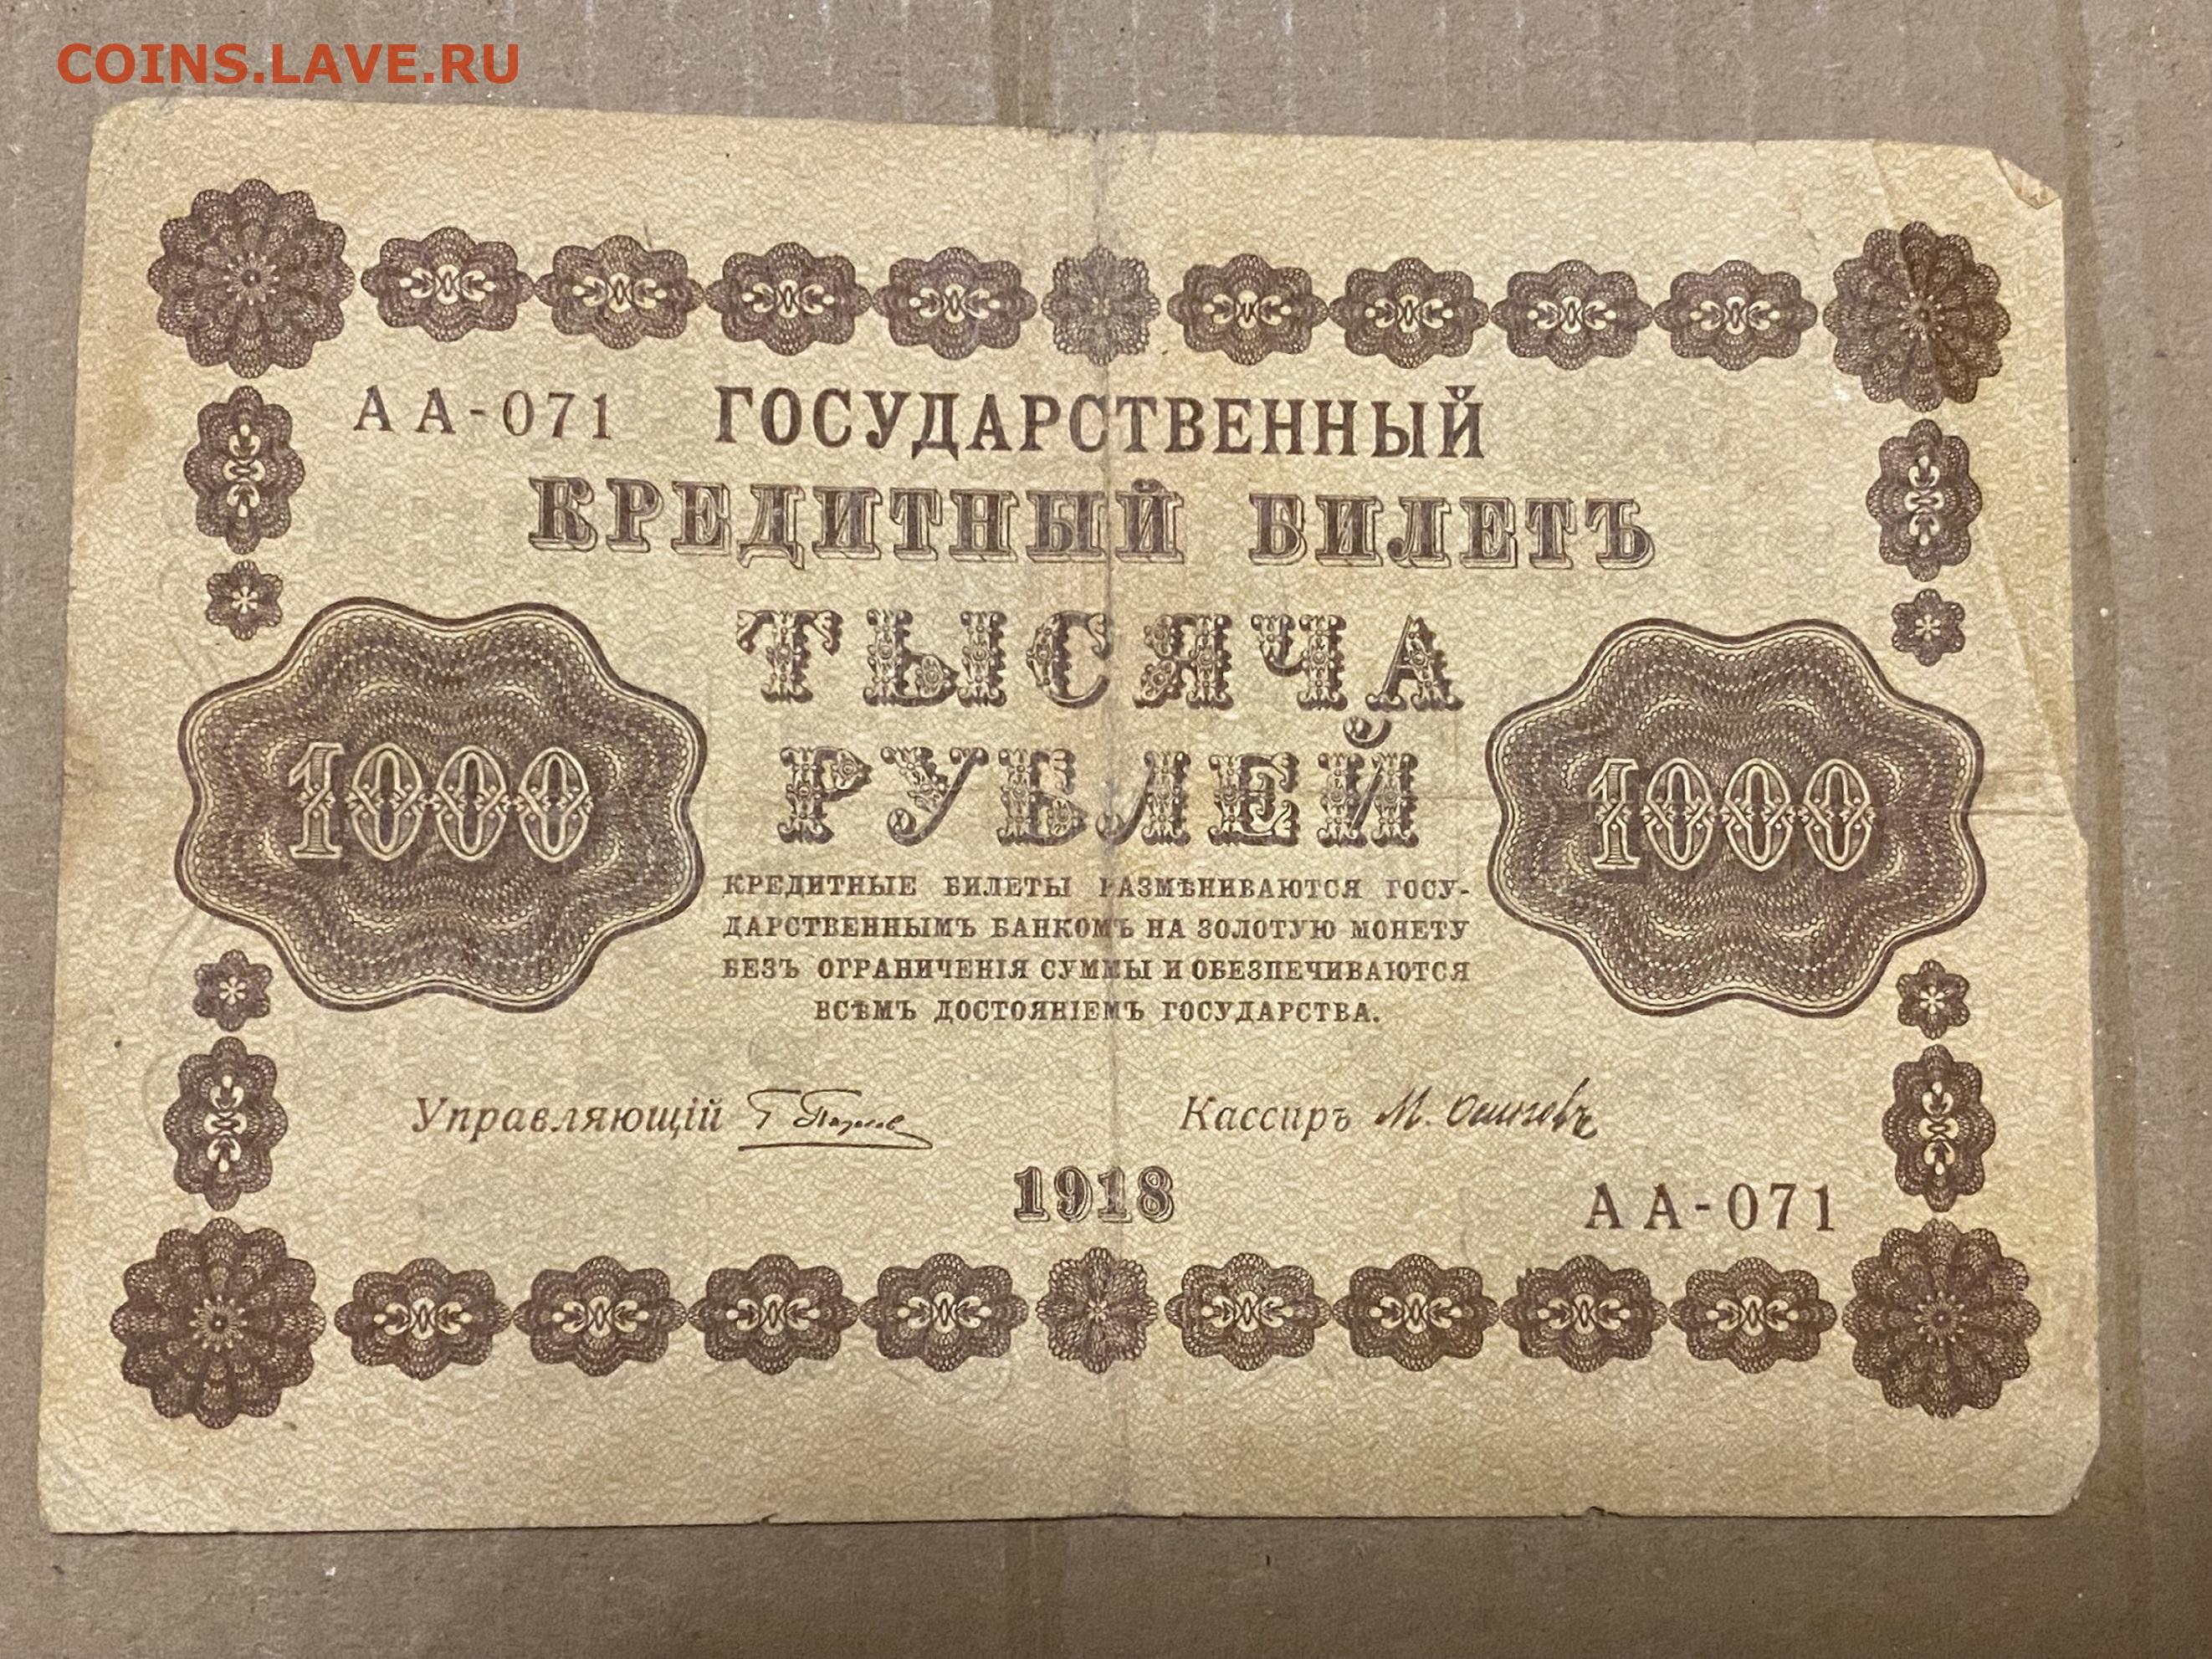 COINS.LAVE.RU
АА-071 ГОСУДАРСТВЕННЫЙ
КРЕДИТНЫЙ БИЛЕТЪ
ТЫСЯЧА
РУБЛЕЙ
1000
1000
КРЕДИТНЫЕ БИЛЕТЫ РАЗМѢНИВАЮТСЯ ГОСУ-
ДАРСТВЕННЫМЪ БАНКОМЪ НА ЗОЛОТУЮ МОНЕТУ
БЕЗЪ ОГРАНИЧЕНІЯ СУММЫ И ОБЕЗПЕЧИВАЮТСЯ
ВСѢМЪ ДОСТОЯНІЕМЪ ГОСУДАРСТВА.
Управляющій Кассиръ М. Осиповъ
1918
АА-071